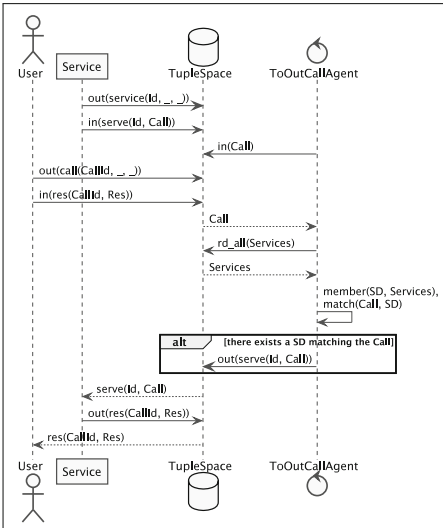 User
Service
TupleSpace
ToOutCallAgent
out(service(Id, _, _))
in(serve(Id, Call))
in(Call)
out(call(CallId, _, _))
in(res(CallId, Res))
Call
rd_all(Services)
Services
member(SD, Services),
match(Call, SD)
alt [there exists a SD matching the Call]
out(serve(Id, Call))
serve(Id, Call)
out(res(CallId, Res))
res(CallId, Res)
User
Service
TupleSpace
ToOutCallAgent